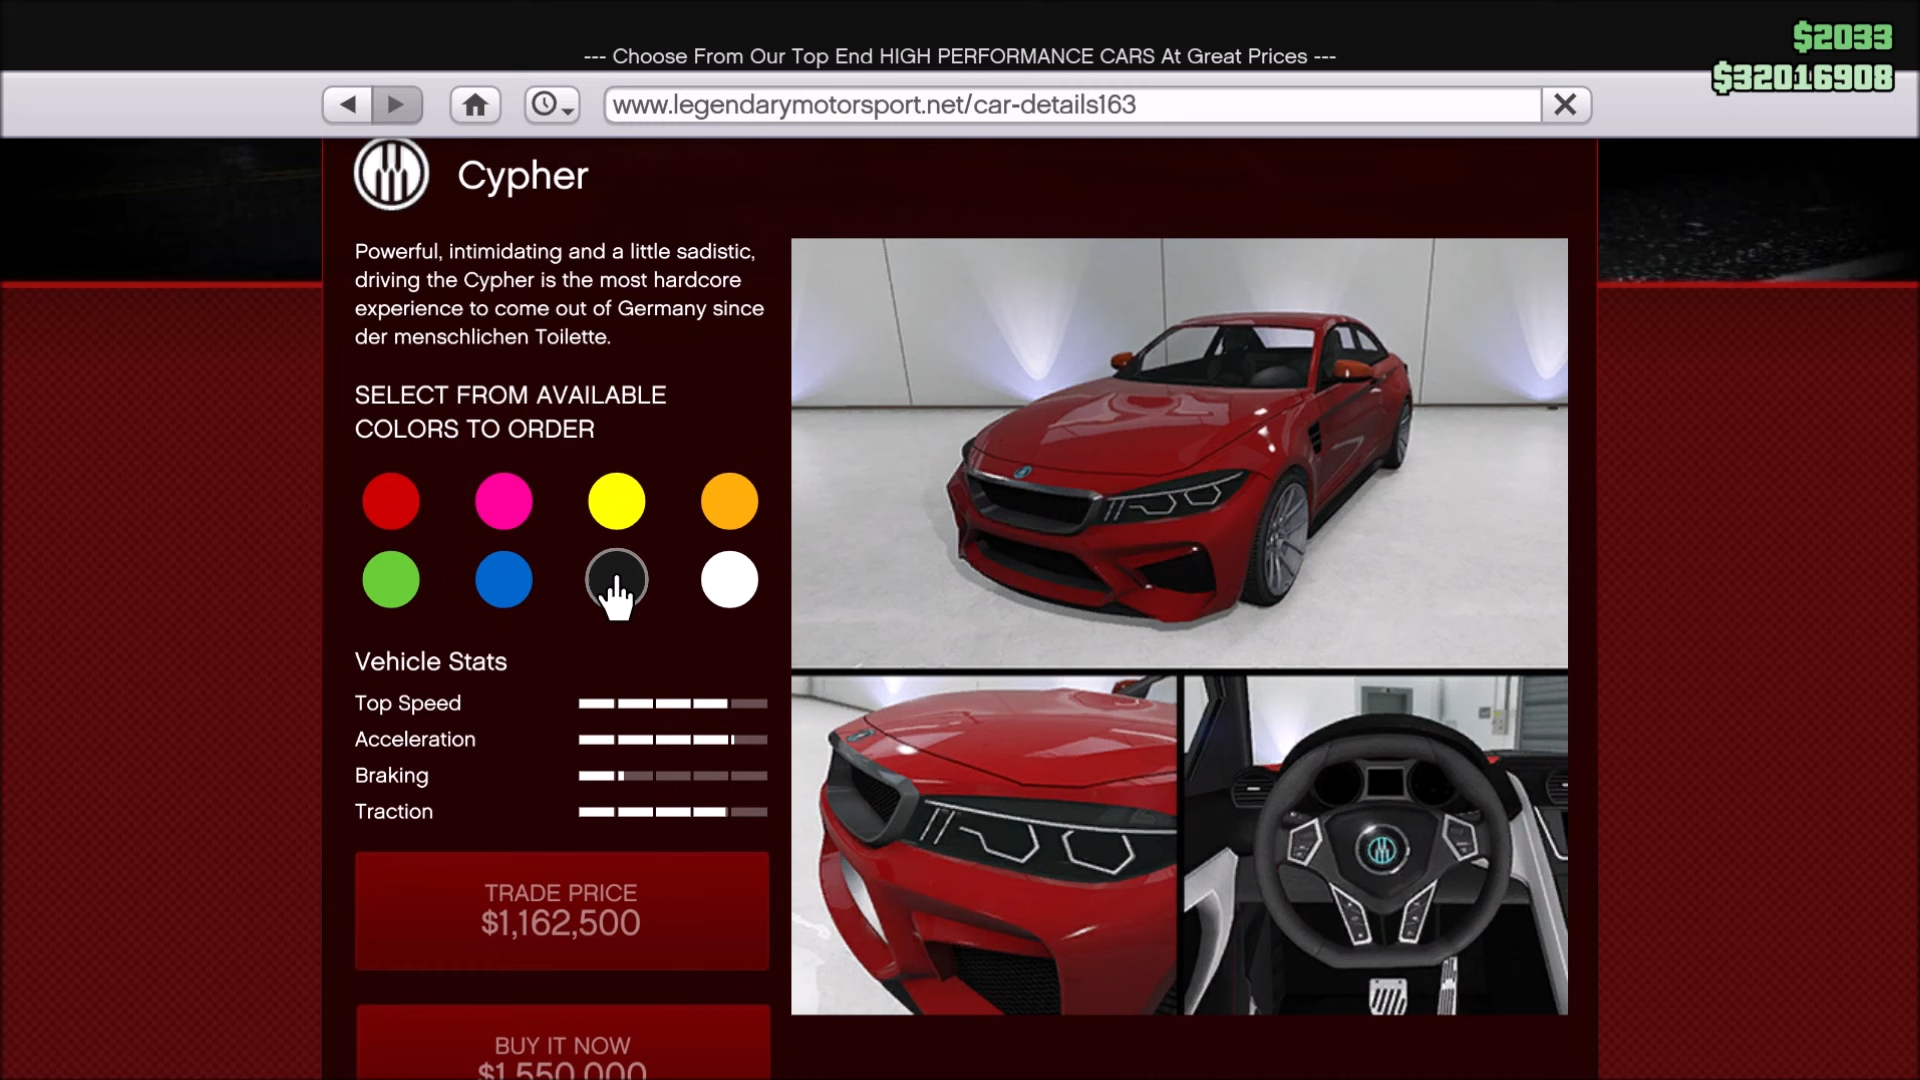 $2033
--- Choose From Our Top End HIGH PERFORMANCE CARS At Great Prices ---
$32016908
www.legendarymotorsport.net/car-details163
Cypher
Powerful, intimidating and a little sadistic,
driving the Cypher is the most hardcore
experience to come out of Germany since
der menschlichen Toilette.
SELECT FROM AVAILABLE
COLORS TO ORDER
Vehicle Stats
Top Speed
Acceleration
Braking
Traction
TRADE PRICE
$1,162,500
BUY IT NOW
$1,550,000